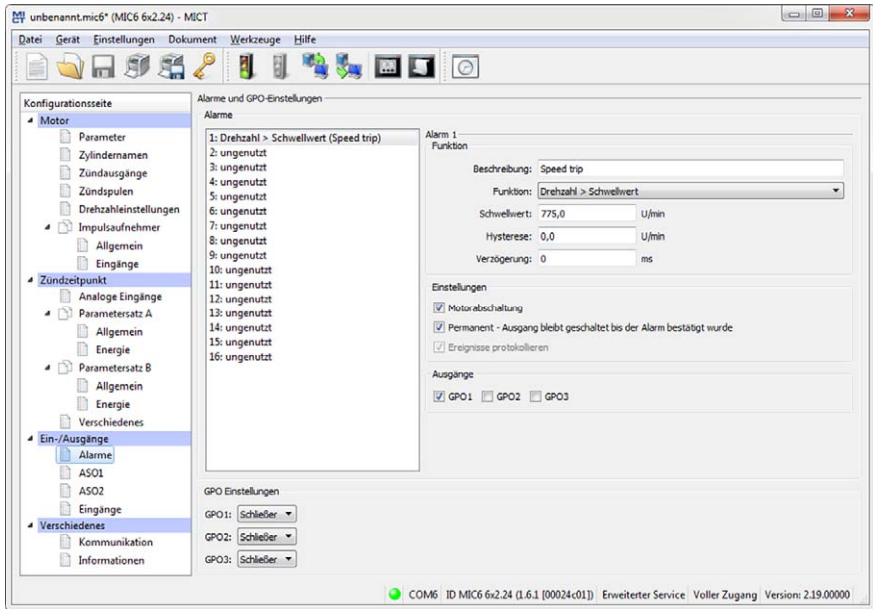 unbenannt.mic6* (MIC6 6x2.24) - MICT
Datei Gerät Einstellungen Dokument Werkzeuge Hilfe
Konfigurationsseite
Motor
Parameter
Zylindernamen
Zündausgänge
Zündspulen
Drehzahleinstellungen
Impulsaufnehmer
Allgemein
Eingänge
Zündzeitpunkt
Analoge Eingänge
Parametersatz A
Allgemein
Energie
Parametersatz B
Allgemein
Energie
Verschiedenes
Ein-/Ausgänge
Alarme
ASO1
ASO2
Eingänge
Verschiedenes
Kommunikation
Informationen
Alarme und GPO-Einstellungen
Alarme
1: Drehzahl > Schwellwert (Speed trip)
2: ungenutzt
3: ungenutzt
4: ungenutzt
5: ungenutzt
6: ungenutzt
7: ungenutzt
8: ungenutzt
9: ungenutzt
10: ungenutzt
11: ungenutzt
12: ungenutzt
13: ungenutzt
14: ungenutzt
15: ungenutzt
16: ungenutzt
Alarm 1
Funktion
Beschreibung: Speed trip
Funktion: Drehzahl > Schwellwert
Schwellwert: 775,0 U/min
Hysterese: 0,0 U/min
Verzögerung: 0 ms
Einstellungen
Motorabschaltung
Permanent - Ausgang bleibt geschaltet bis der Alarm bestätigt wurde
Ereignisse protokollieren
Ausgänge
GPO1 GPO2 GPO3
GPO Einstellungen
GPO1: Schließer
GPO2: Schließer
GPO3: Schließer
COM6 ID MIC6 6x2.24 (1.6.1 [00024c01]) Erweiterter Service Voller Zugang Version: 2.19.00000